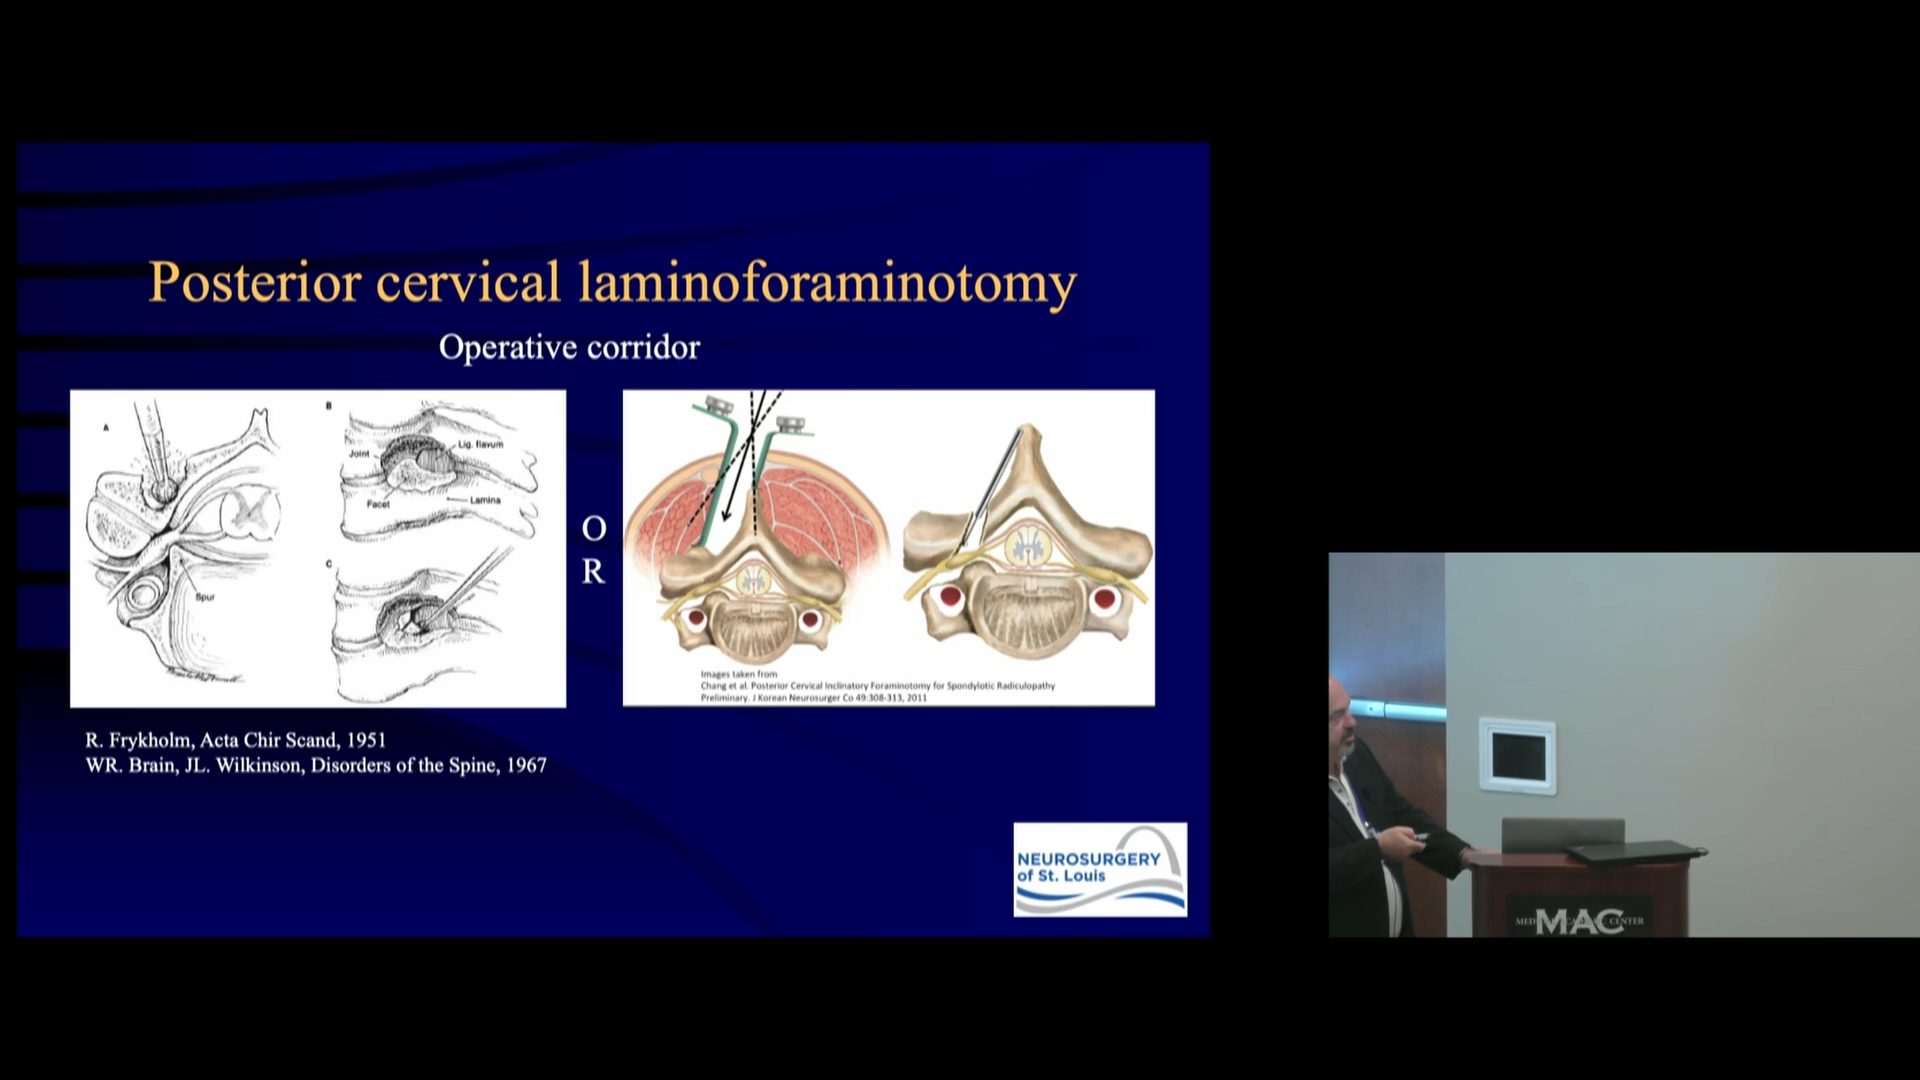 Posterior cervical laminoforaminotomy
Operative corridor
A
Spur
B
Joint
Lig. flavum
Facet
Lamina
C
O
R
Images taken from
Chang et al. Posterior Cervical Inclinatory Foraminotomy for Spondylotic Radiculopathy
Preliminary. J Korean Neurosurger Co 49:308-313, 2011
R. Frykholm, Acta Chir Scand, 1951
WR. Brain, JL. Wilkinson, Disorders of the Spine, 1967
NEUROSURGERY
of St. Louis
MAC
CENTER